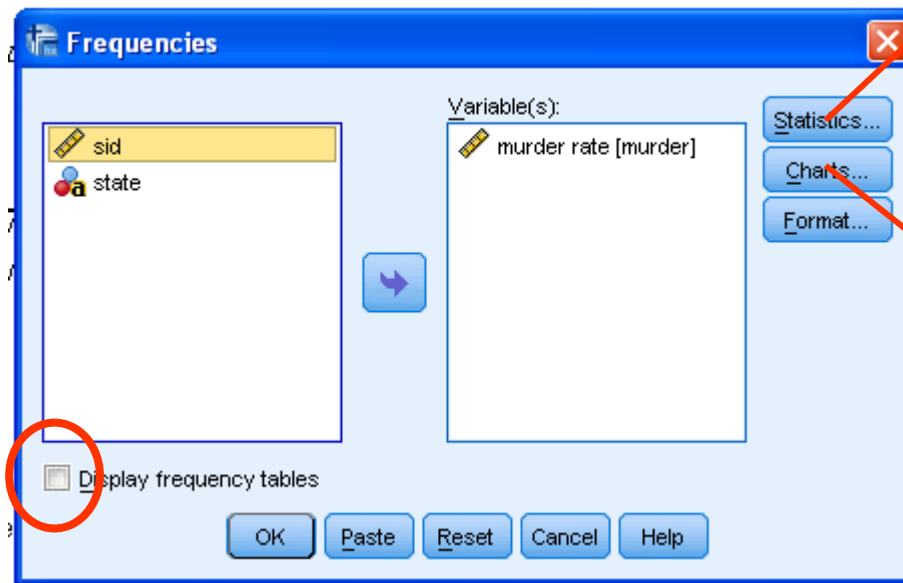 Frequencies
Variable(s):
sid
state
murder rate [murder]
Statistics...
Charts...
Format...
Display frequency tables
OK Paste Reset Cancel Help